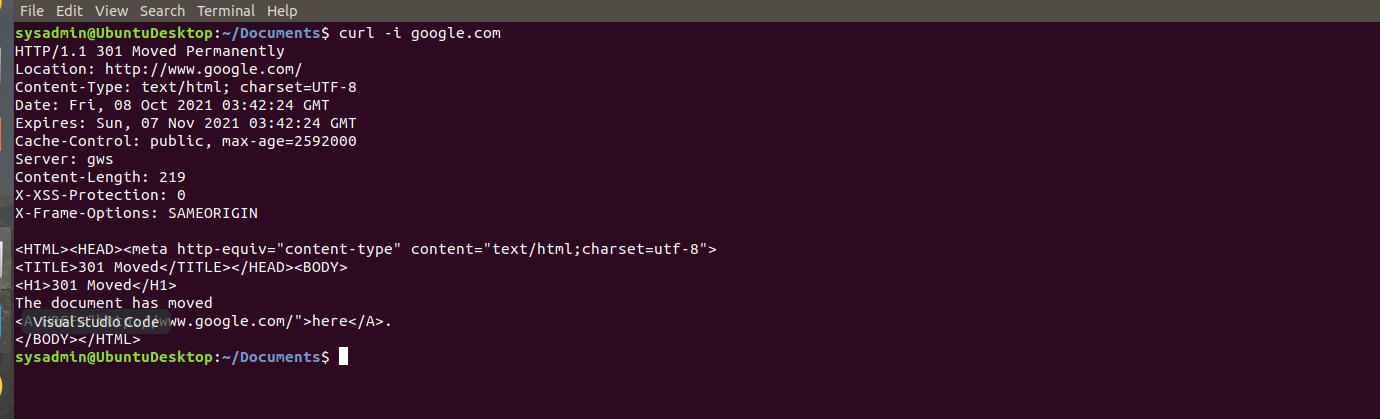 File Edit View Search Terminal Help
sysadmin@UbuntuDesktop:~/Documents$ curl -i google.com
HTTP/1.1 301 Moved Permanently
Location: http://www.google.com/
Content-Type: text/html; charset=UTF-8
Date: Fri, 08 Oct 2021 03:42:24 GMT
Expires: Sun, 07 Nov 2021 03:42:24 GMT
Cache-Control: public, max-age=2592000
Server: gws
Content-Length: 219
X-XSS-Protection: 0
X-Frame-Options: SAMEORIGIN
<HTML><HEAD><meta http-equiv="content-type" content="text/html;charset=utf-8">
<TITLE>301 Moved</TITLE></HEAD><BODY>
<H1>301 Moved</H1>
The document has moved
Visual Studio Code
www.google.com/">here</A>.
</BODY></HTML>
sysadmin@UbuntuDesktop:~/Documents$